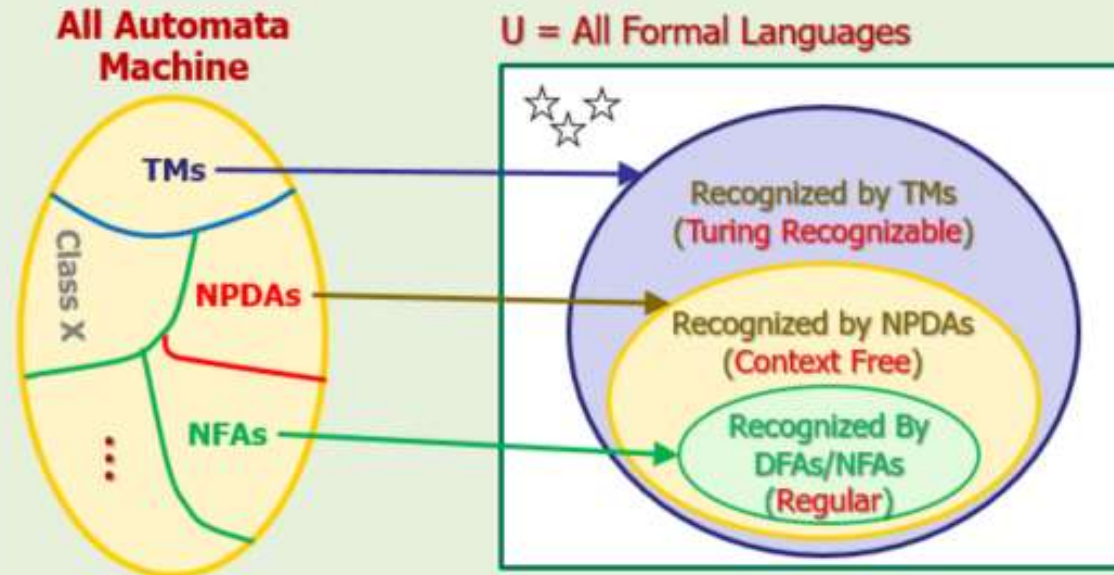 All Automata
Machine
U = All Formal Languages
TMs
Class X
NPDAs
NFAs
...
Recognized by TMs
(Turing Recognizable)
Recognized by NPDAs
(Context Free)
Recognized By
DFAs/NFAs
(Regular)